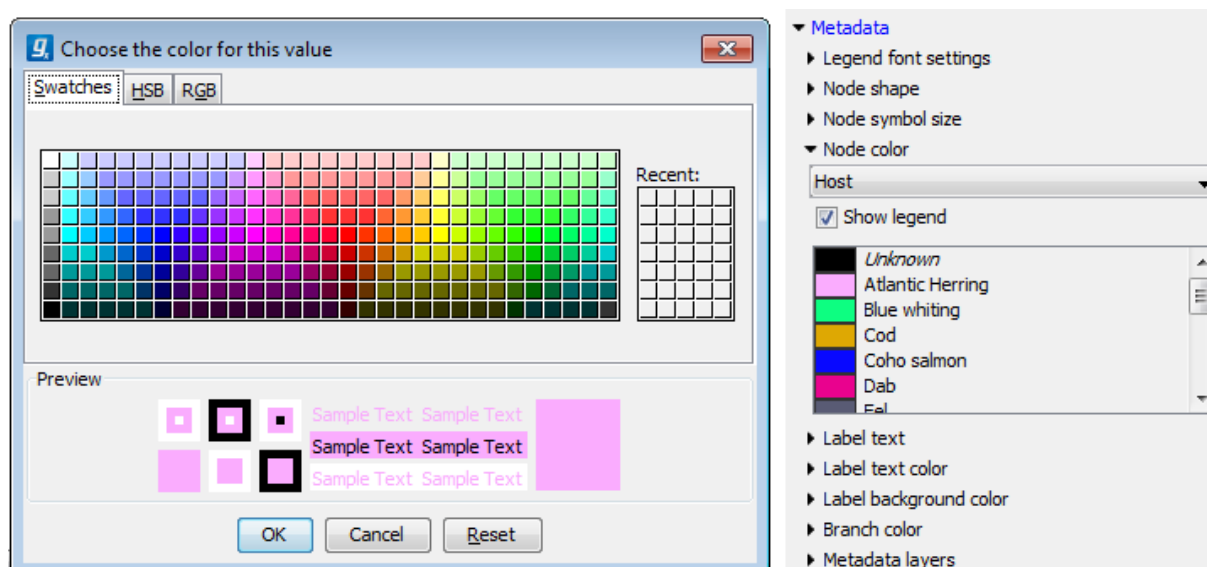 Choose the color for this value
Swatches HSB RGB
Recent:
Preview
Sample Text Sample Text
Sample Text Sample Text
Sample Text Sample Text
OK Cancel Reset
Metadata
Legend font settings
Node shape
Node symbol size
Node color
Host
Show legend
Unknown
Atlantic Herring
Blue whiting
Cod
Coho salmon
Dab
Eel
Label text
Label text color
Label background color
Branch color
Metadata layers